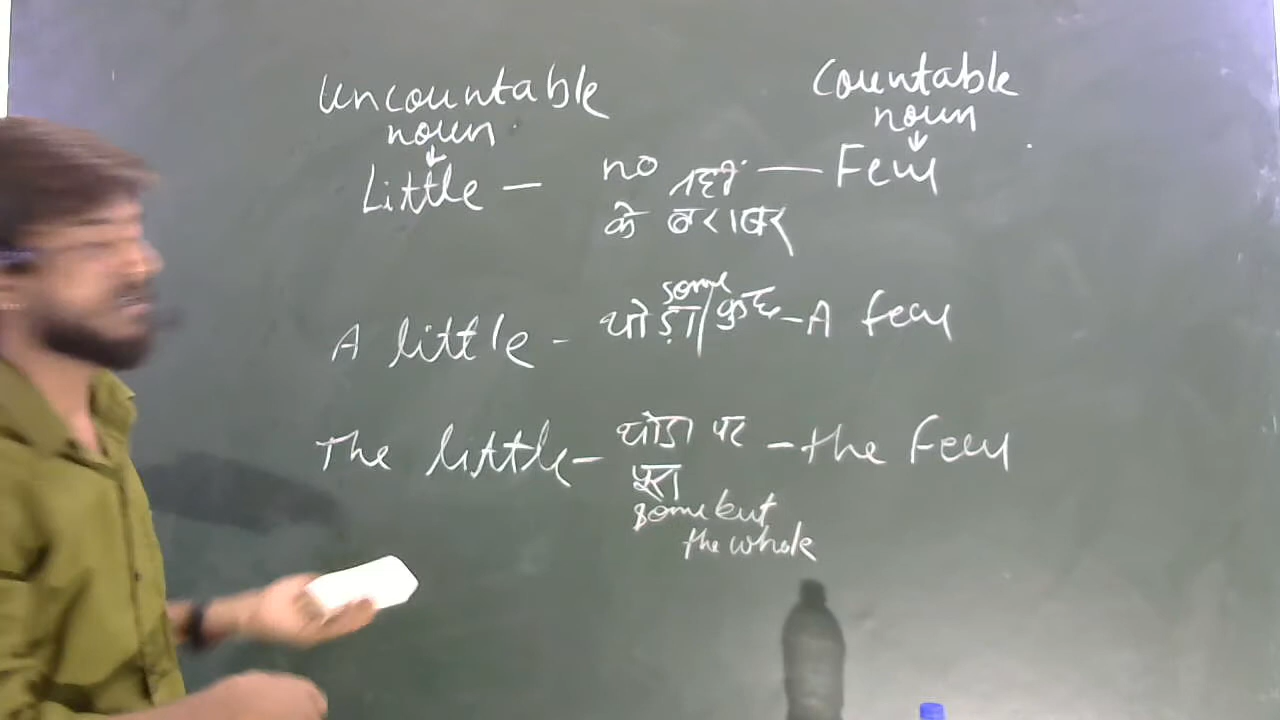 Uncountable
noun
Countable
noun
Little — no नहीं — Few
के बराबर
some
A little - थोड़ा/कुछ - A few
The little - थोडा पर - the Few
पूरा
some but
the whole